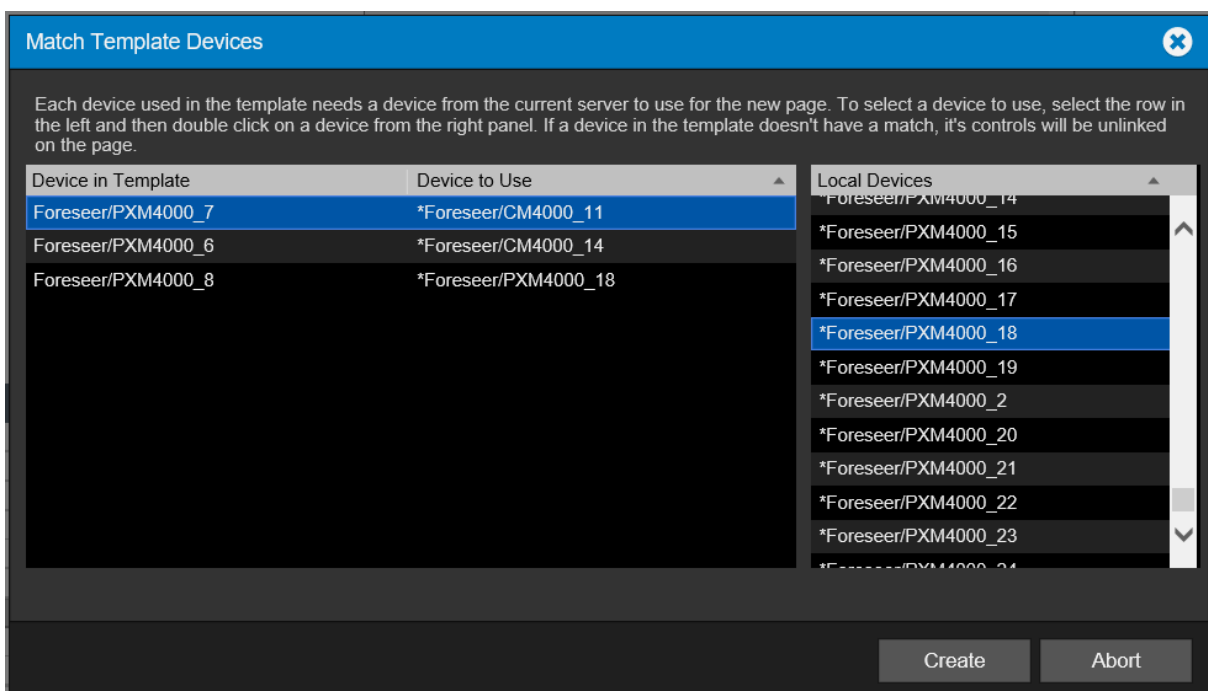 Match Template Devices
Each device used in the template needs a device from the current server to use for the new page. To select a device to use, select the row in
the left and then double click on a device from the right panel. If a device in the template doesn't have a match, it's controls will be unlinked
on the page.
Device in Template Device to Use Local Devices
*Foreseer/PXM4000_14
Foreseer/PXM4000_7 *Foreseer/CM4000_11
*Foreseer/PXM4000_15
Foreseer/PXM4000_6 *Foreseer/CM4000_14
*Foreseer/PXM4000_16
Foreseer/PXM4000_8 *Foreseer/PXM4000_18
*Foreseer/PXM4000_17
*Foreseer/PXM4000_18
*Foreseer/PXM4000_19
*Foreseer/PXM4000_2
*Foreseer/PXM4000_20
*Foreseer/PXM4000_21
*Foreseer/PXM4000_22
*Foreseer/PXM4000_23
*Foreseer/PXM4000_24
Create Abort